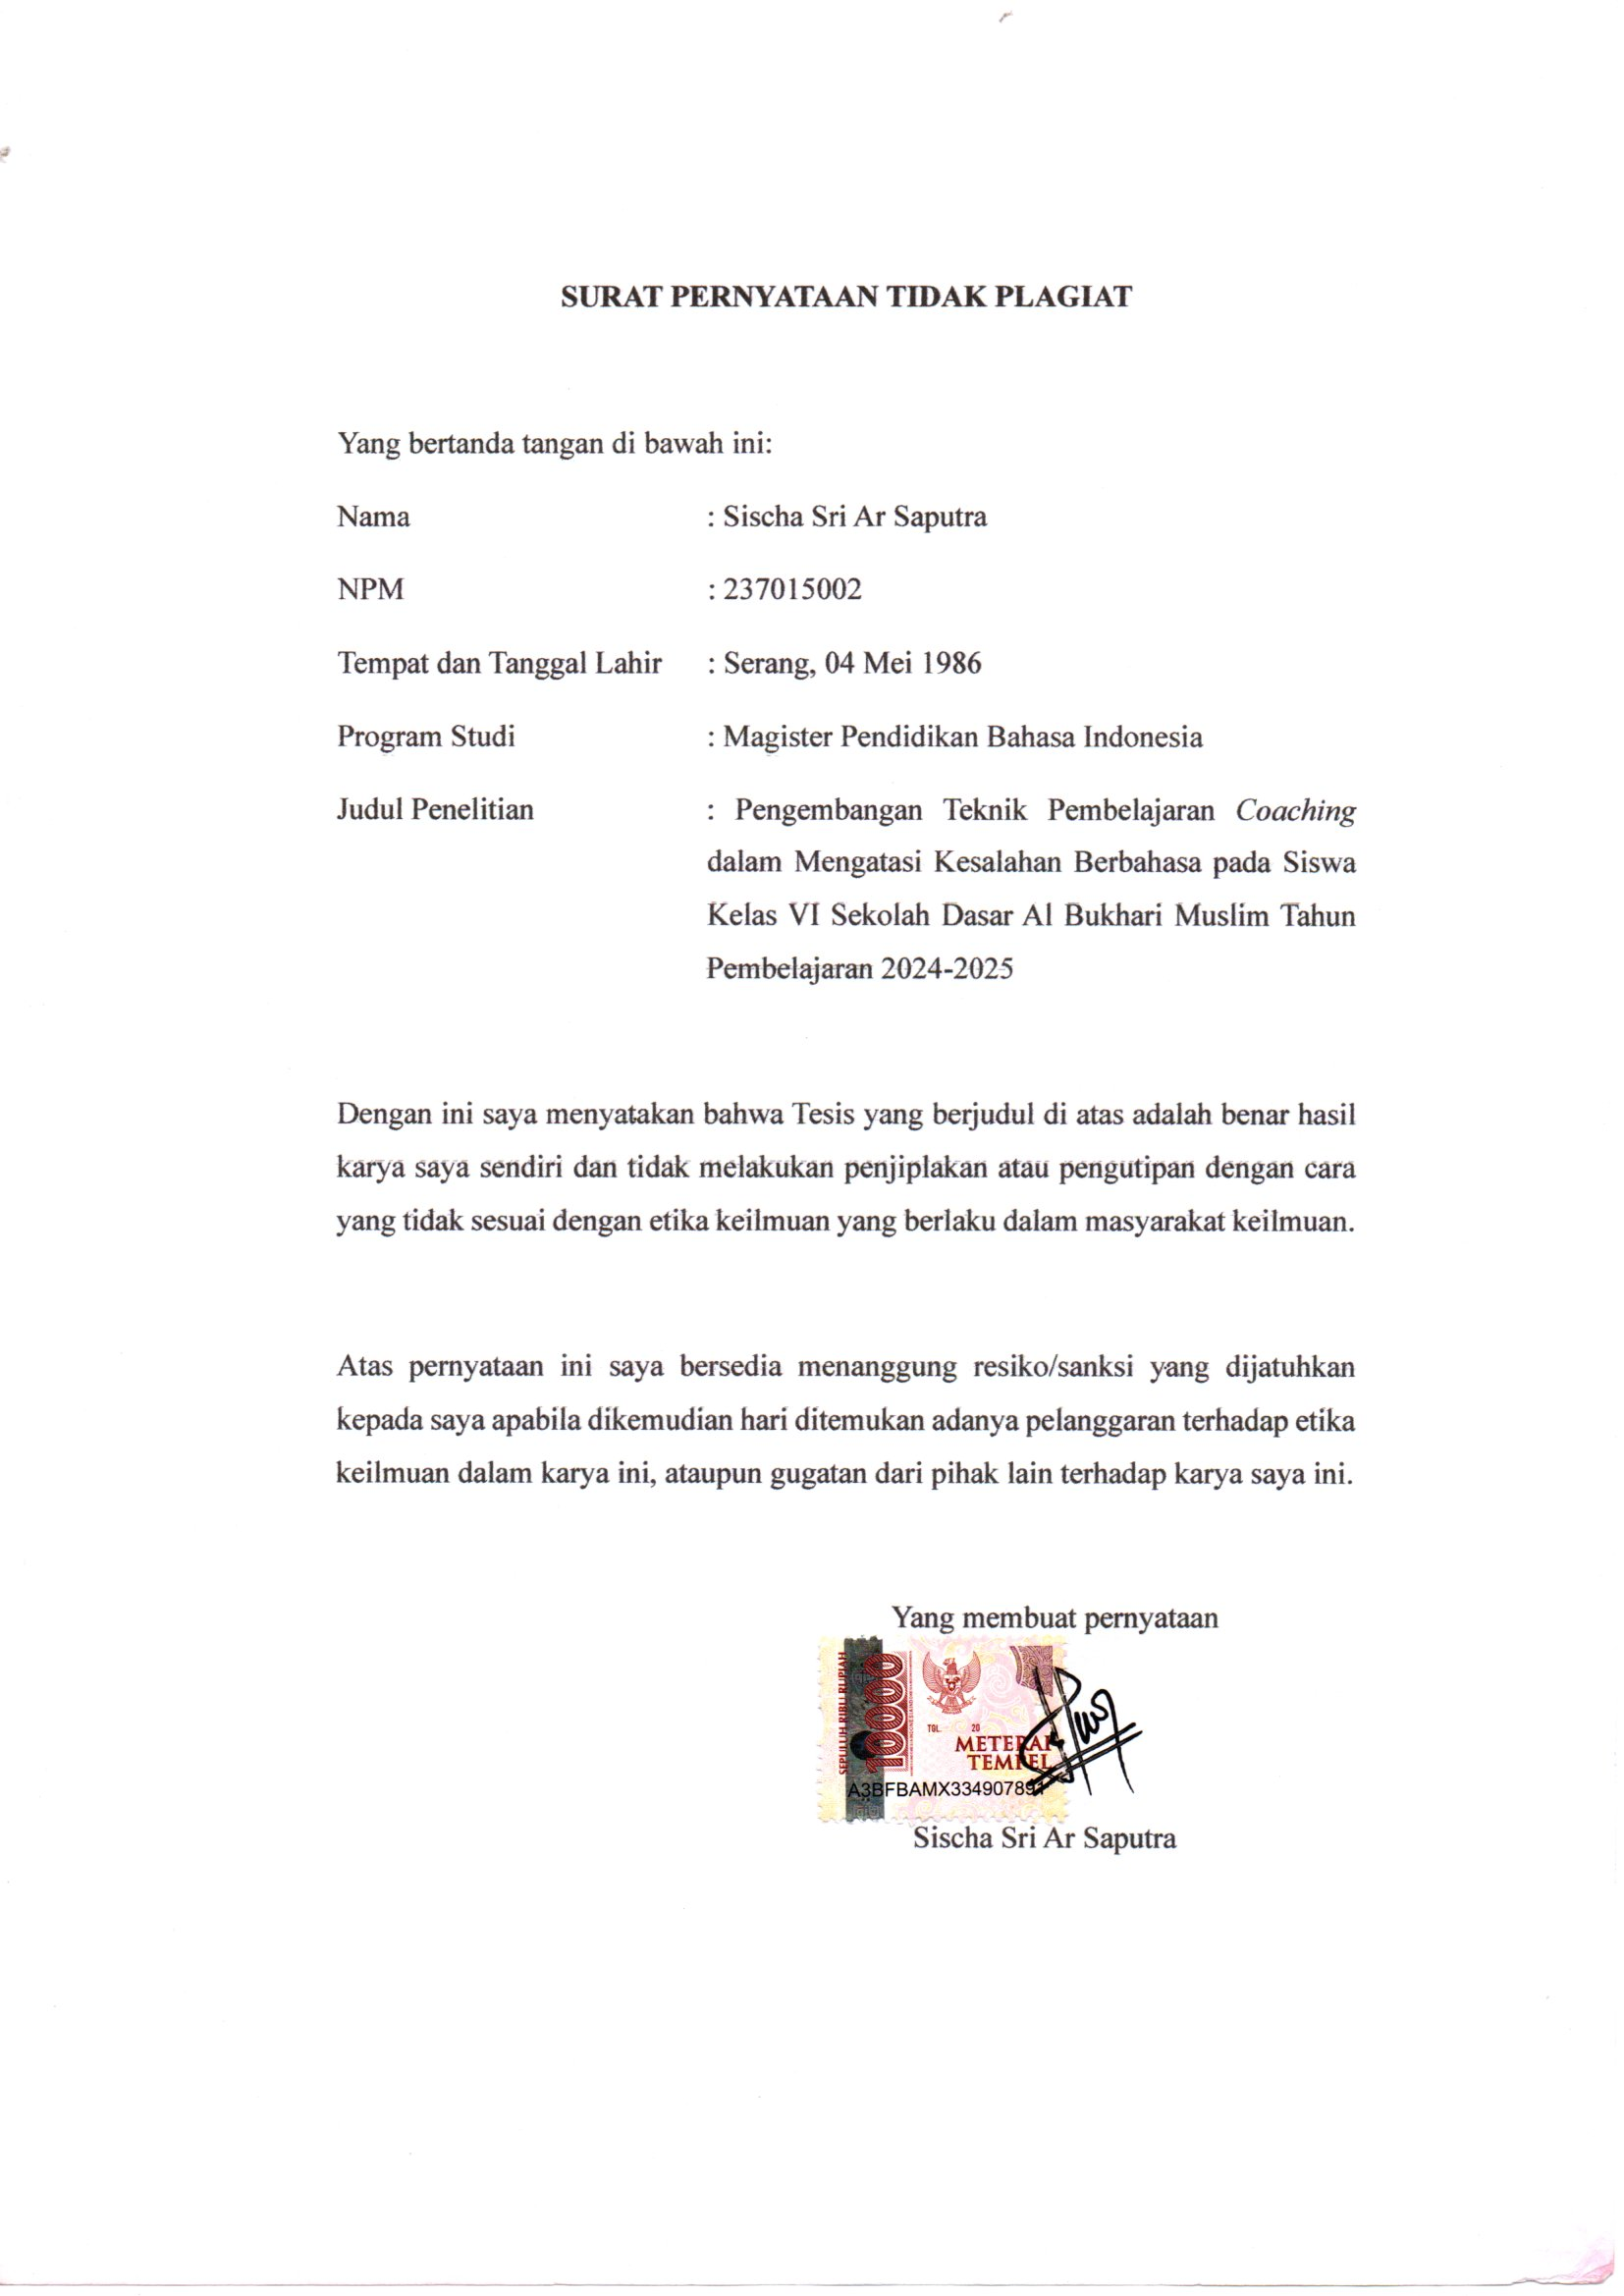 SURAT PERNYATAAN TIDAK PLAGIAT
Yang bertanda tangan di bawah ini:
Nama : Sischa Sri Ar Saputra
NPM : 237015002
Tempat dan Tanggal Lahir : Serang, 04 Mei 1986
Program Studi : Magister Pendidikan Bahasa Indonesia
Judul Penelitian : Pengembangan Teknik Pembelajaran Coaching
dalam Mengatasi Kesalahan Berbahasa pada Siswa
Kelas VI Sekolah Dasar Al Bukhari Muslim Tahun
Pembelajaran 2024-2025
Dengan ini saya menyatakan bahwa Tesis yang berjudul di atas adalah benar hasil
karya saya sendiri dan tidak melakukan penjiplakan atau pengutipan dengan cara
yang tidak sesuai dengan etika keilmuan yang berlaku dalam masyarakat keilmuan.
Atas pernyataan ini saya bersedia menanggung resiko/sanksi yang dijatuhkan
kepada saya apabila dikemudian hari ditemukan adanya pelanggaran terhadap etika
keilmuan dalam karya ini, ataupun gugatan dari pihak lain terhadap karya saya ini.
Yang membuat pernyataan
SEPULUH RIBU RUPIAH
10000
TGL. 20
METERAI
TEMPEL
Sischa Sri Ar Saputra